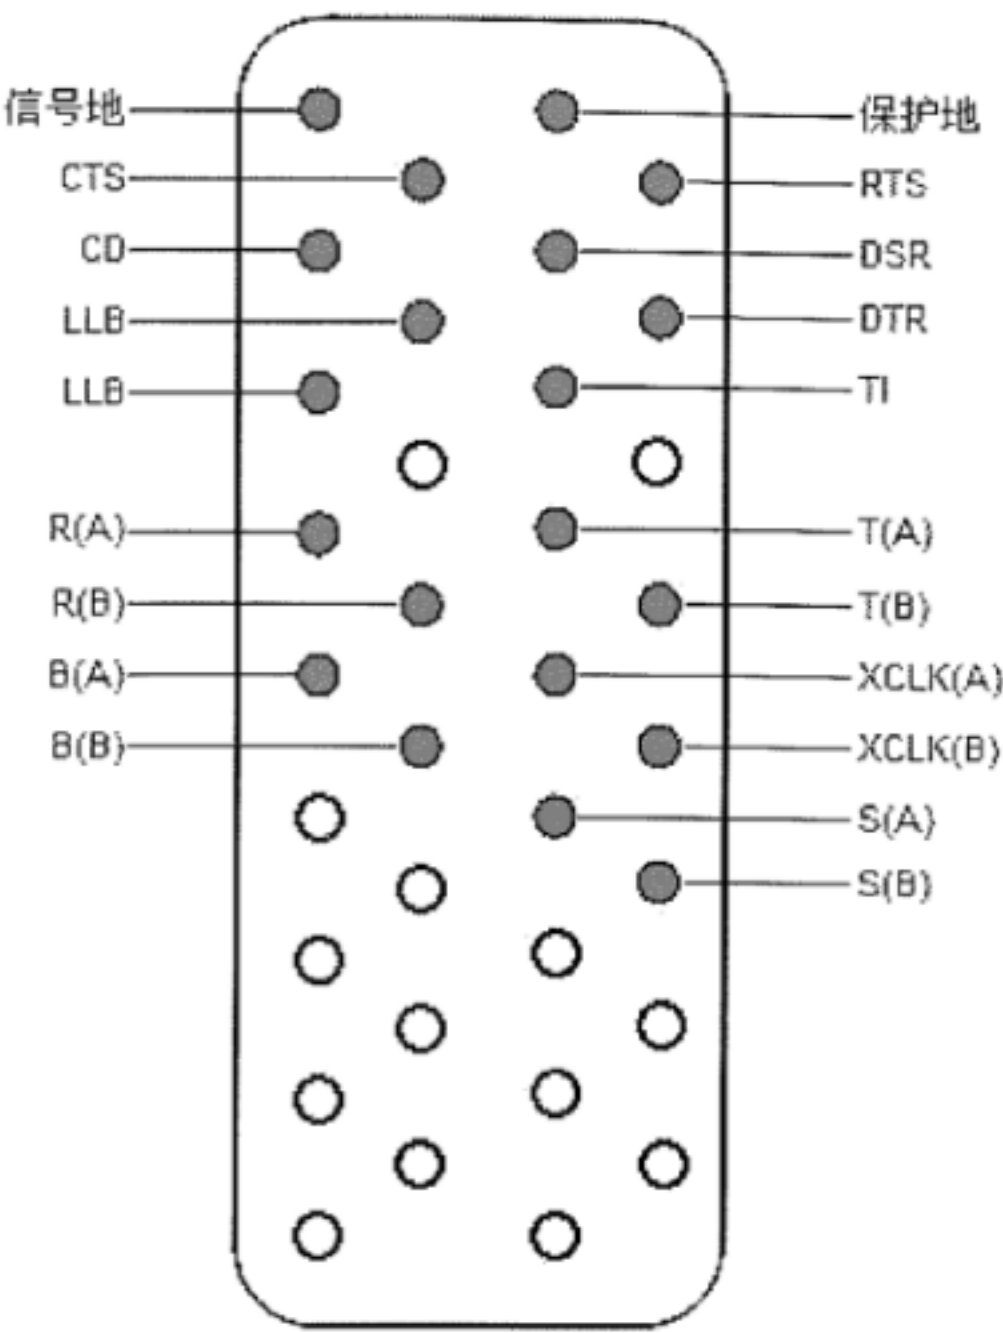 信号地
保护地
CTS
RTS
CD
DSR
LLB
DTR
LLB
TI
R(A)
T(A)
R(B)
T(B)
B(A)
XCLK(A)
B(B)
XCLK(B)
S(A)
S(B)